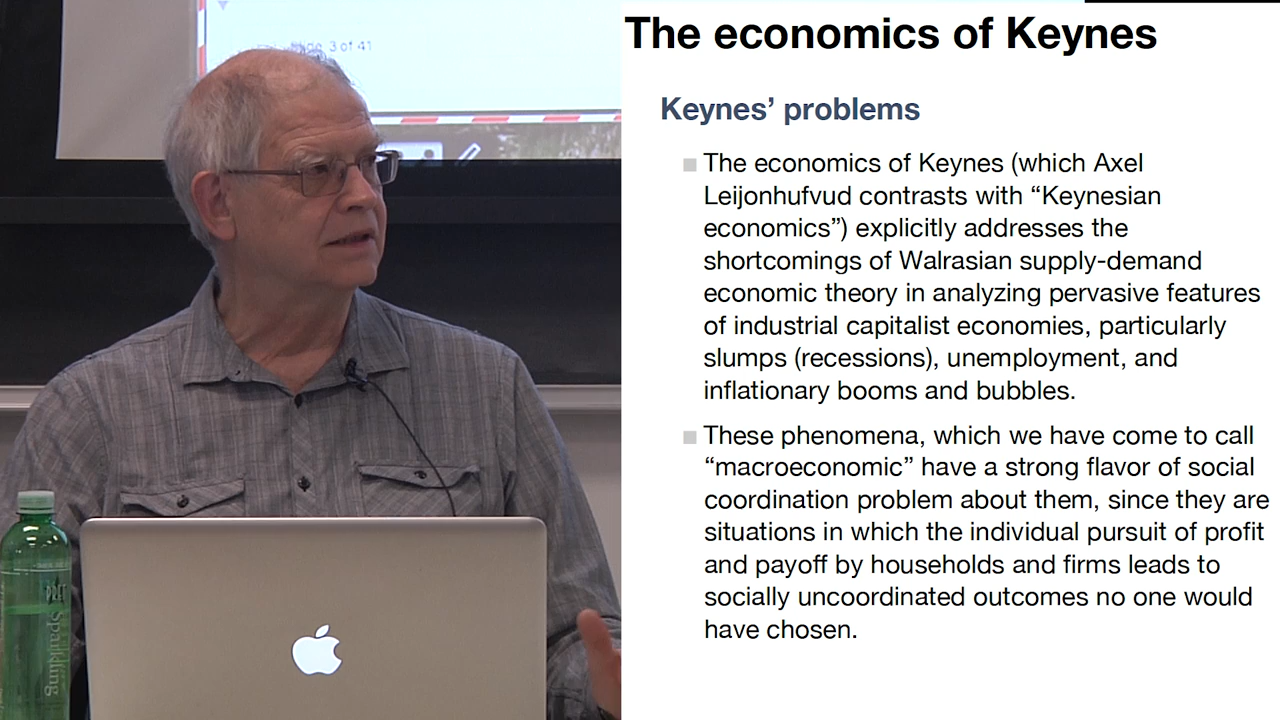 Slide 3 of 41
The economics of Keynes
Keynes’ problems
The economics of Keynes (which Axel
Leijonhufvud contrasts with “Keynesian
economics”) explicitly addresses the
shortcomings of Walrasian supply-demand
economic theory in analyzing pervasive features
of industrial capitalist economies, particularly
slumps (recessions), unemployment, and
inflationary booms and bubbles.
These phenomena, which we have come to call
“macroeconomic” have a strong flavor of social
coordination problem about them, since they are
situations in which the individual pursuit of profit
and payoff by households and firms leads to
socially uncoordinated outcomes no one would
have chosen.
PRET
Sparkling